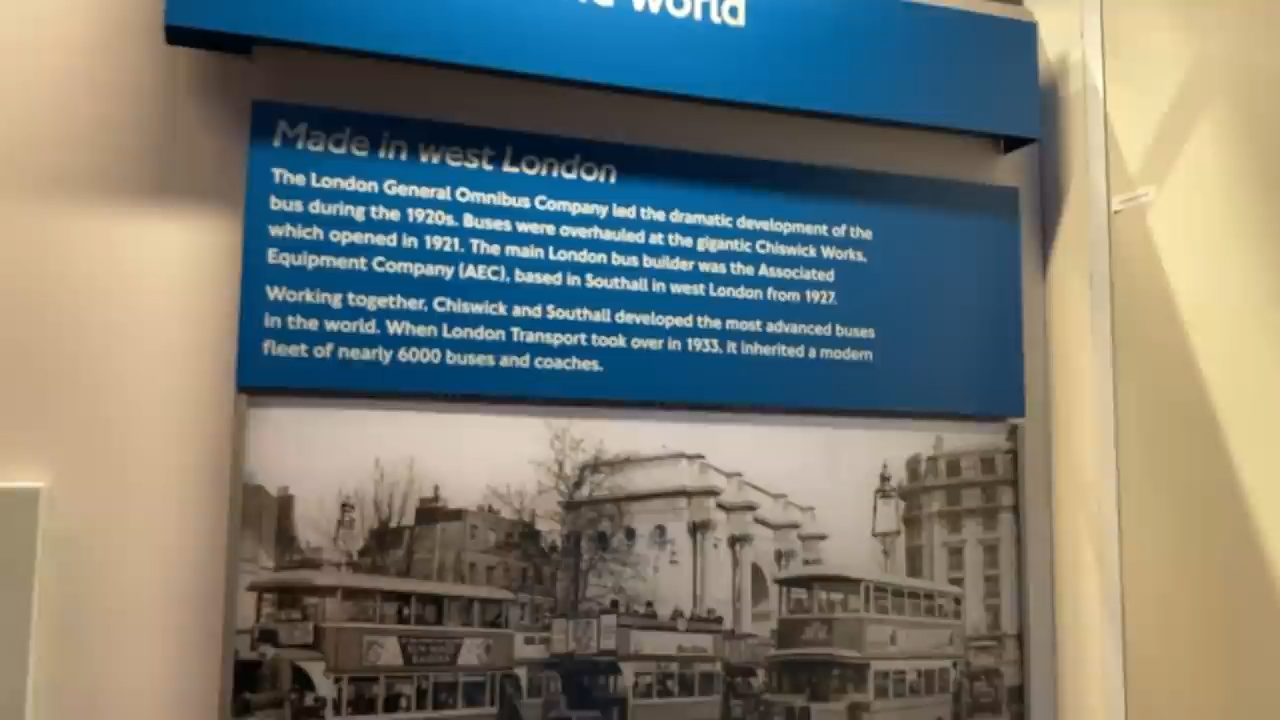 world
Made in west London
The London General Omnibus Company led the dramatic development of the
bus during the 1920s. Buses were overhauled at the gigantic Chiswick Works,
which opened in 1921. The main London bus builder was the Associated
Equipment Company (AEC), based in Southall in west London from 1927.
Working together, Chiswick and Southall developed the most advanced buses
in the world. When London Transport took over in 1933, it inherited a modern
fleet of nearly 6000 buses and coaches.